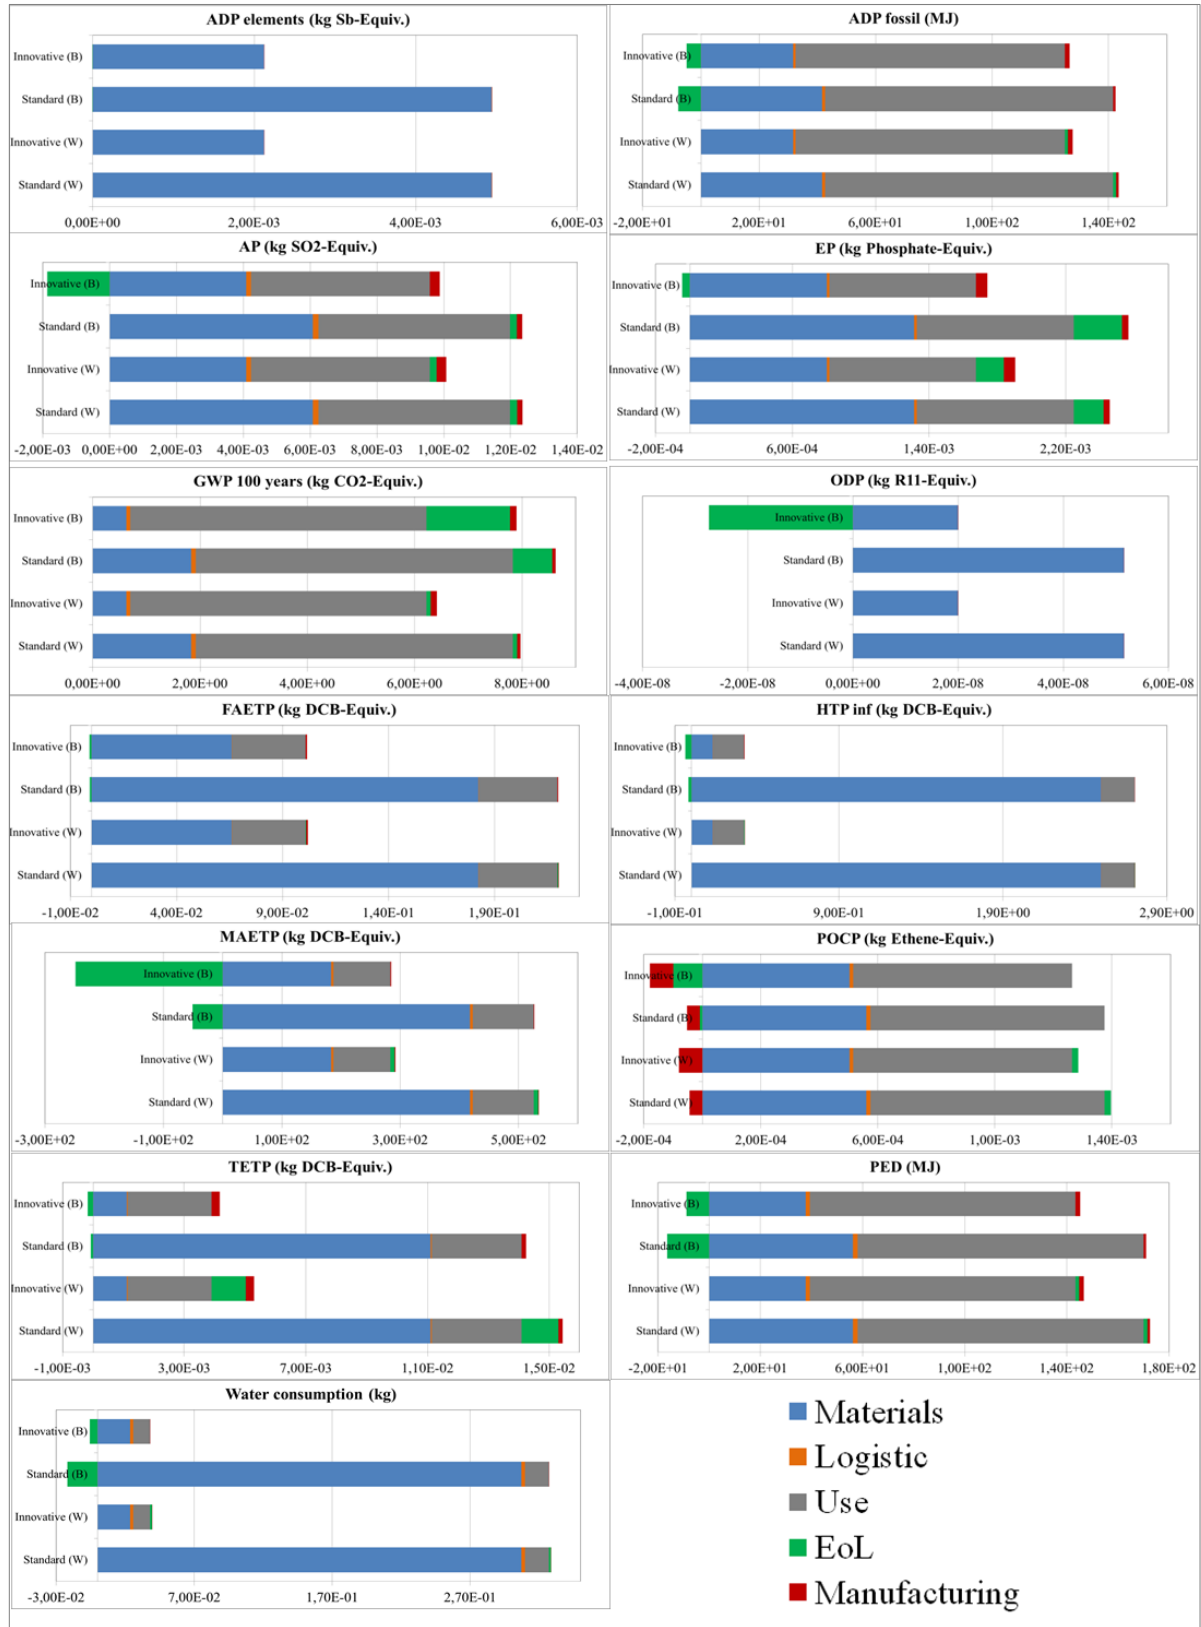 ADP elements (kg Sb-Equiv.)
Innovative (B)
Standard (B)
Innovative (W)
Standard (W)
0,00E+00 2,00E-03 4,00E-03 6,00E-03
ADP fossil (MJ)
Innovative (B)
Standard (B)
Innovative (W)
Standard (W)
-2,00E+01 2,00E+01 6,00E+01 1,00E+02 1,40E+02
AP (kg SO2-Equiv.)
Innovative (B)
Standard (B)
Innovative (W)
Standard (W)
-2,00E-03 0,00E+00 2,00E-03 4,00E-03 6,00E-03 8,00E-03 1,00E-02 1,20E-02 1,40E-02
EP (kg Phosphate-Equiv.)
Innovative (B)
Standard (B)
Innovative (W)
Standard (W)
-2,00E-04 6,00E-04 1,40E-03 2,20E-03
GWP 100 years (kg CO2-Equiv.)
Innovative (B)
Standard (B)
Innovative (W)
Standard (W)
0,00E+00 2,00E+00 4,00E+00 6,00E+00 8,00E+00
ODP (kg R11-Equiv.)
Innovative (B)
Standard (B)
Innovative (W)
Standard (W)
-4,00E-08 -2,00E-08 0,00E+00 2,00E-08 4,00E-08 6,00E-08
FAETP (kg DCB-Equiv.)
Innovative (B)
Standard (B)
Innovative (W)
Standard (W)
-1,00E-02 4,00E-02 9,00E-02 1,40E-01 1,90E-01
HTP inf (kg DCB-Equiv.)
Innovative (B)
Standard (B)
Innovative (W)
Standard (W)
-1,00E-01 9,00E-01 1,90E+00 2,90E+00
MAETP (kg DCB-Equiv.)
Innovative (B)
Standard (B)
Innovative (W)
Standard (W)
-3,00E+02 -1,00E+02 1,00E+02 3,00E+02 5,00E+02
POCP (kg Ethene-Equiv.)
Innovative (B)
Standard (B)
Innovative (W)
Standard (W)
-2,00E-04 2,00E-04 6,00E-04 1,00E-03 1,40E-03
TETP (kg DCB-Equiv.)
Innovative (B)
Standard (B)
Innovative (W)
Standard (W)
-1,00E-03 3,00E-03 7,00E-03 1,10E-02 1,50E-02
PED (MJ)
Innovative (B)
Standard (B)
Innovative (W)
Standard (W)
-2,00E+01 2,00E+01 6,00E+01 1,00E+02 1,40E+02 1,80E+02
Water consumption (kg)
Innovative (B)
Standard (B)
Innovative (W)
Standard (W)
-3,00E-02 7,00E-02 1,70E-01 2,70E-01
Materials
Logistic
Use
EoL
Manufacturing